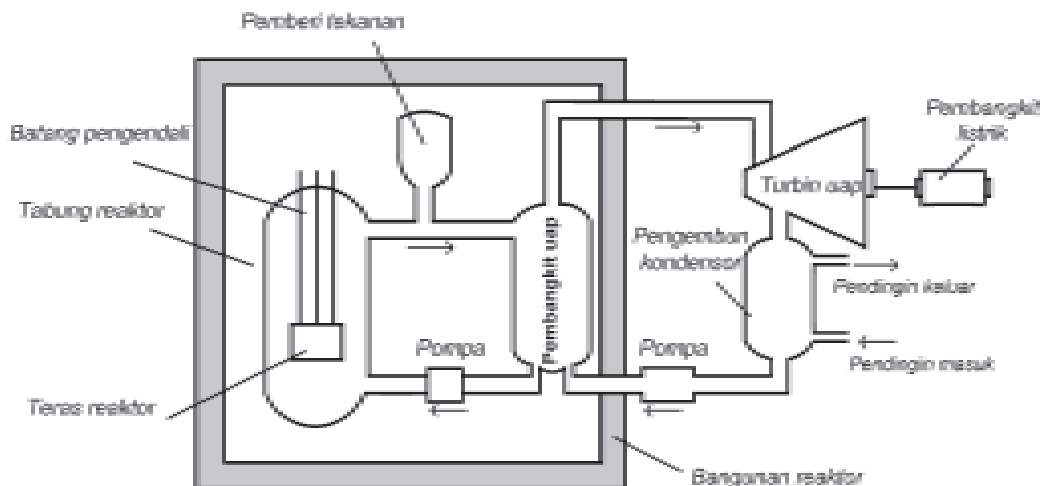 Pemberi tekanan
Batang pengendali
Tabung reaktor
Teras reaktor
Pompa
Pembangkit uap
Pompa
Pengembun
kondensor
Turbin uap
Pembangkit
listrik
Pendingin keluar
Pendingin masuk
Bangunan reaktor